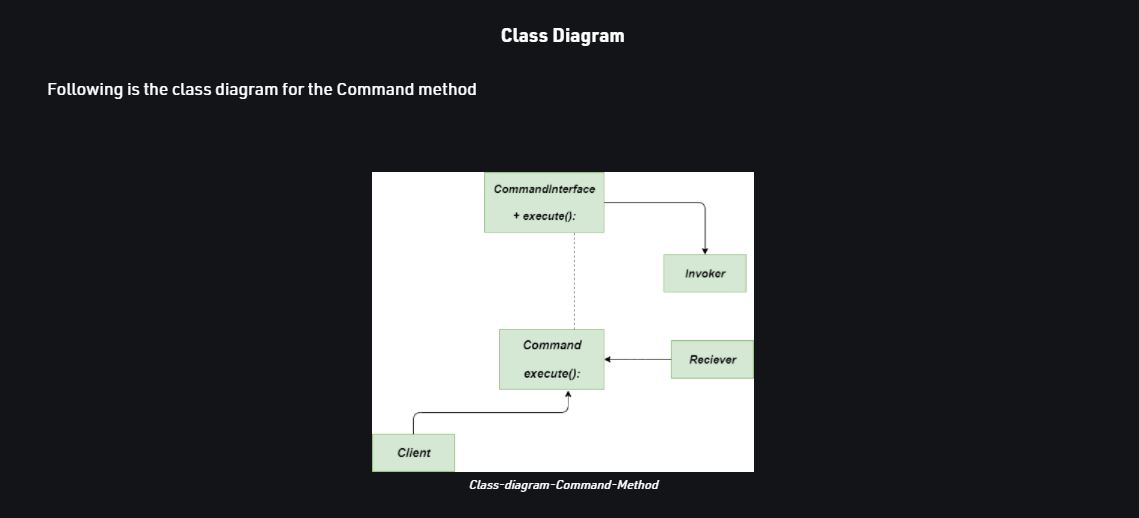 Class Diagram
Following is the class diagram for the Command method
CommandInterface
+ execute():
Invoker
Command
execute():
Reciever
Client
Class-diagram-Command-Method